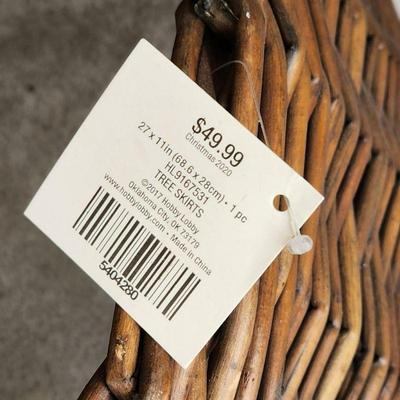 $49.99
Christmas 2020
27 x 11in (68.6 x 28cm) • 1 pc
HL9167531
TREE SKIRTS
©2017 Hobby Lobby
Oklahoma City, OK 73179
www.hobbylobby.com • Made in China
5404280